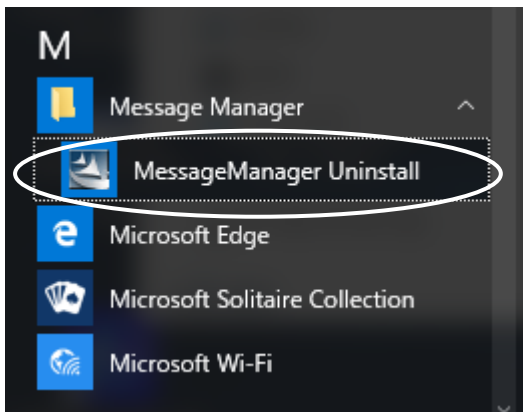 M
Message Manager
MessageManager Uninstall
Microsoft Edge
Microsoft Solitaire Collection
Microsoft Wi-Fi